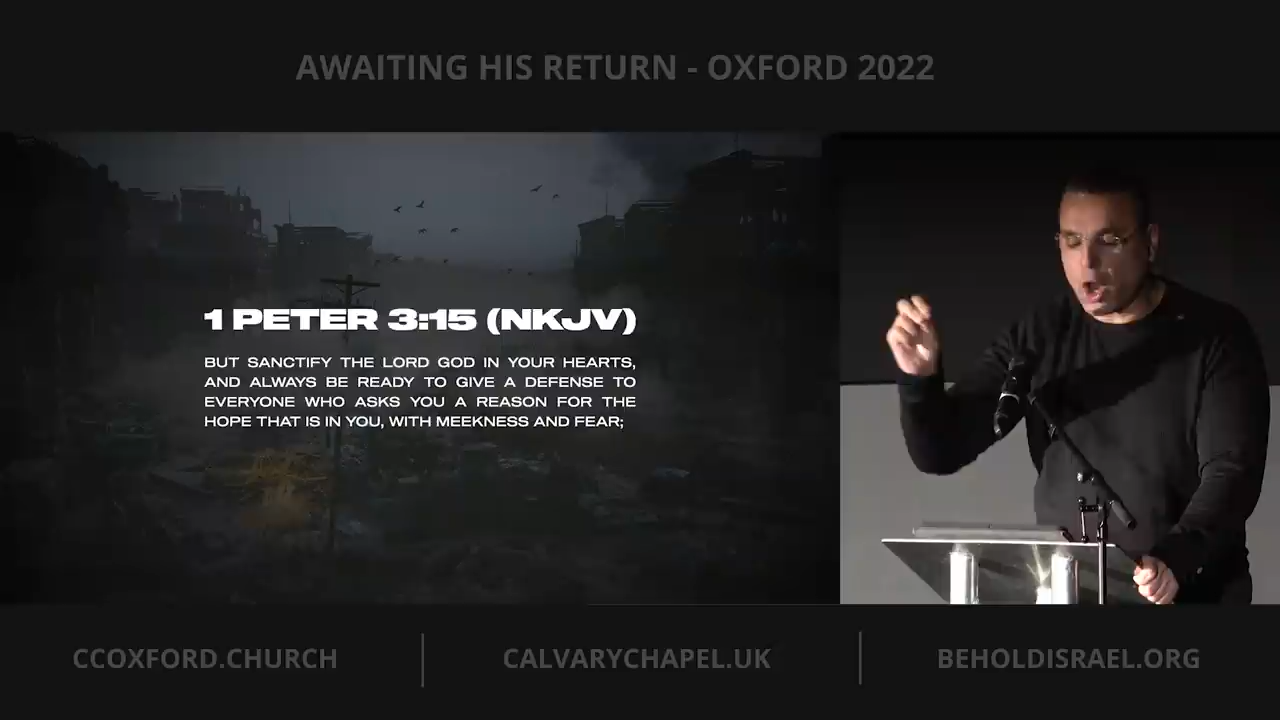 AWAITING HIS RETURN - OXFORD 2022
1 PETER 3:15 (NKJV)
BUT SANCTIFY THE LORD GOD IN YOUR HEARTS,
AND ALWAYS BE READY TO GIVE A DEFENSE TO
EVERYONE WHO ASKS YOU A REASON FOR THE
HOPE THAT IS IN YOU, WITH MEEKNESS AND FEAR;
CCOXFORD.CHURCH
CALVARYCHAPEL.UK
BEHOLDISRAEL.ORG